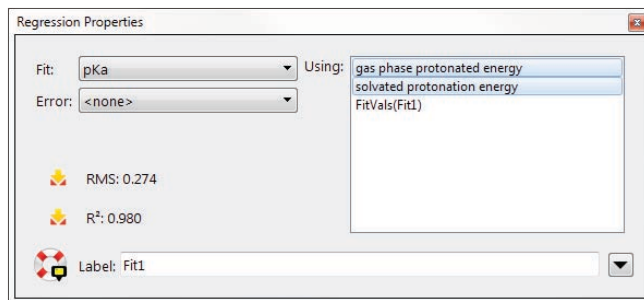 Regression Properties
Fit: pKa
Using: gas phase protonated energy
solvated protonation energy
FitVals(Fit1)
Error: <none>
RMS: 0.274
R²: 0.980
Label: Fit1